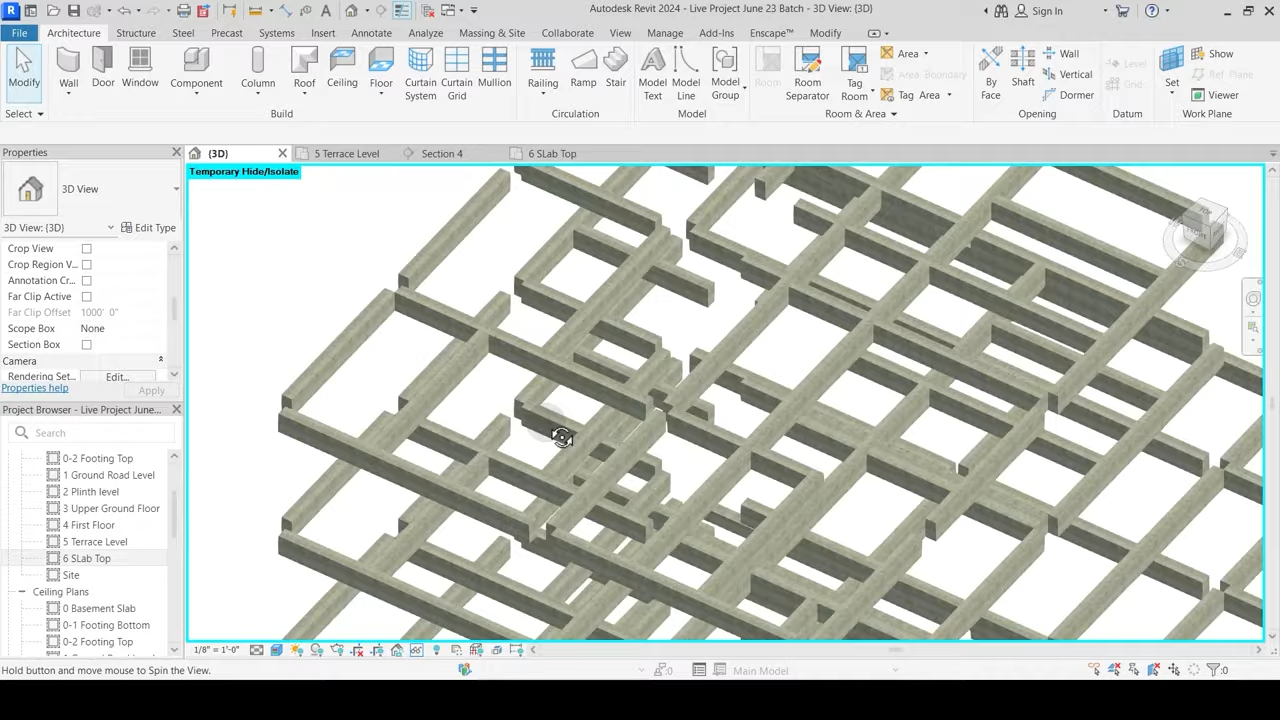 Autodesk Revit 2024 - Live Project June 23 Batch - 3D View: {3D}
Sign In
File
Architecture
Structure
Steel
Precast
Systems
Insert
Annotate
Analyze
Massing & Site
Collaborate
View
Manage
Add-Ins
Enscape™
Modify
Modify
Wall
Door
Window
Component
Column
Roof
Ceiling
Floor
Curtain System
Curtain Grid
Mullion
Railing
Ramp
Stair
Model Text
Model Line
Model Group
Room
Room Separator
Tag Room
Area
Area Boundary
Tag Area
By Face
Shaft
Wall
Vertical
Dormer
Level
Grid
Set
Show
Ref Plane
Viewer
Select
Build
Circulation
Model
Room & Area
Opening
Datum
Work Plane
Properties
{3D}
5 Terrace Level
Section 4
6 SLab Top
Temporary Hide/Isolate
3D View
3D View: {3D}
Edit Type
Crop View
Crop Region V...
Annotation Cr...
Far Clip Active
Far Clip Offset
1000' 0"
Scope Box
None
Section Box
Camera
Rendering Set...
Edit...
Properties help
Apply
Project Browser - Live Project June...
Search
0-2 Footing Top
1 Ground Road Level
2 Plinth level
3 Upper Ground Floor
4 First Floor
5 Terrace Level
6 SLab Top
Site
Ceiling Plans
0 Basement Slab
0-1 Footing Bottom
0-2 Footing Top
TOP
1/8" = 1'-0"
Hold button and move mouse to Spin the View.
:0
Main Model
:0